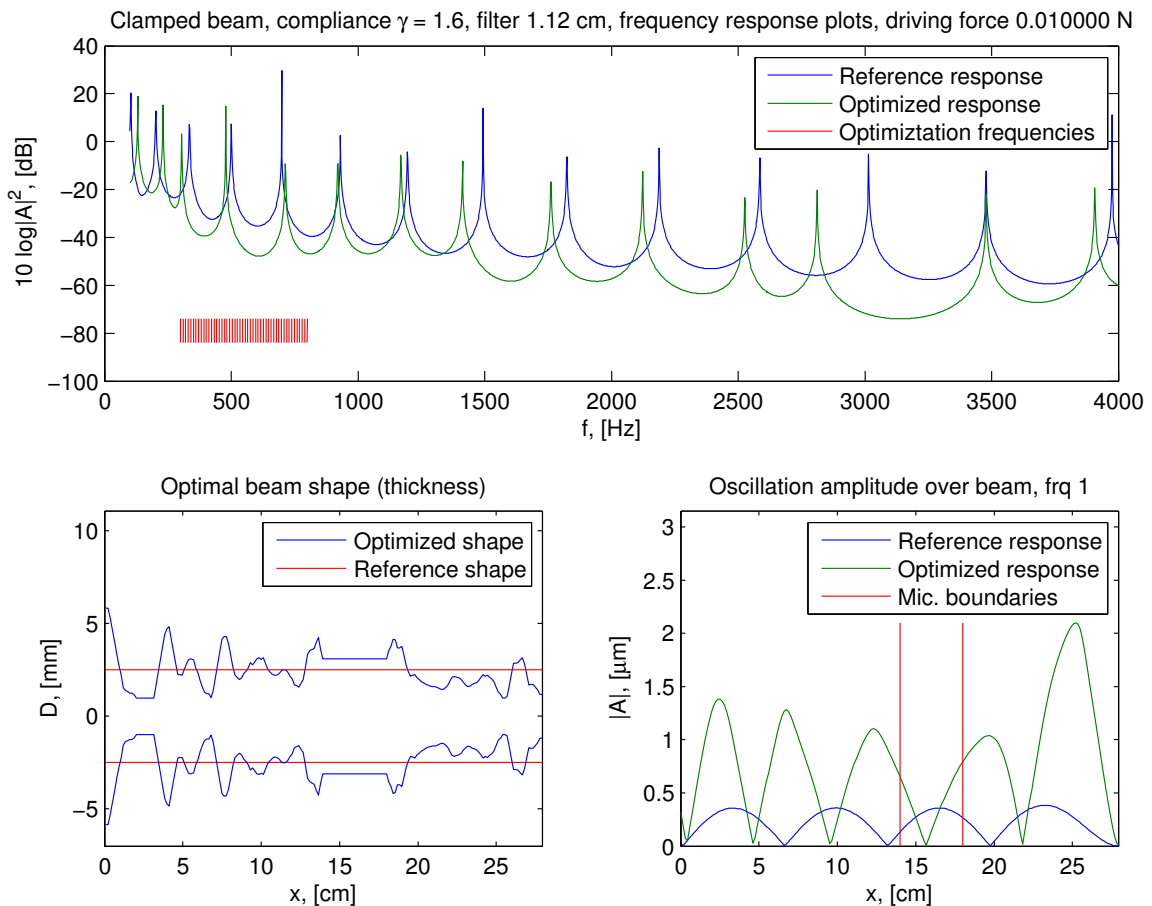 Clamped beam, compliance γ = 1.6, filter 1.12 cm, frequency response plots, driving force 0.010000 N
40
20
0
−20
−40
−60
−80
−100
10 log|A|², [dB]
Reference response
Optimized response
Optimiztation frequencies
0 500 1000 1500 2000 2500 3000 3500 4000
f, [Hz]
Optimal beam shape (thickness)
10
5
0
−5
D, [mm]
Optimized shape
Reference shape
0 5 10 15 20 25
x, [cm]
Oscillation amplitude over beam, frq 1
3
2.5
2
1.5
1
0.5
0
|A|, [µm]
Reference response
Optimized response
Mic. boundaries
0 5 10 15 20 25
x, [cm]